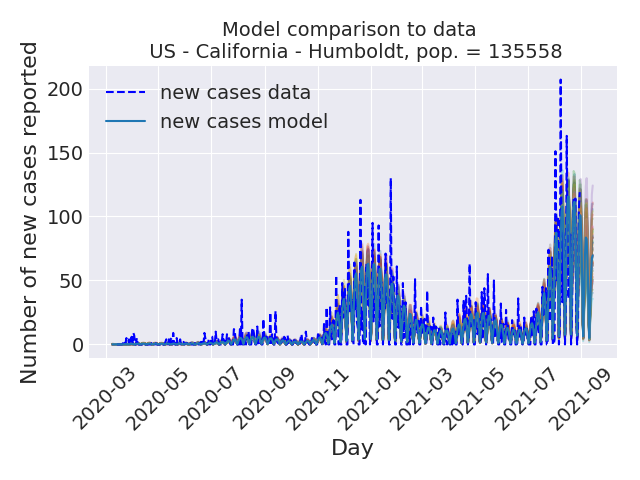 Model comparison to data
US - California - Humboldt, pop. = 135558
Number of new cases reported
200
150
100
50
0
new cases data
new cases model
2020-03
2020-05
2020-07
2020-09
2020-11
2021-01
2021-03
2021-05
2021-07
2021-09
Day